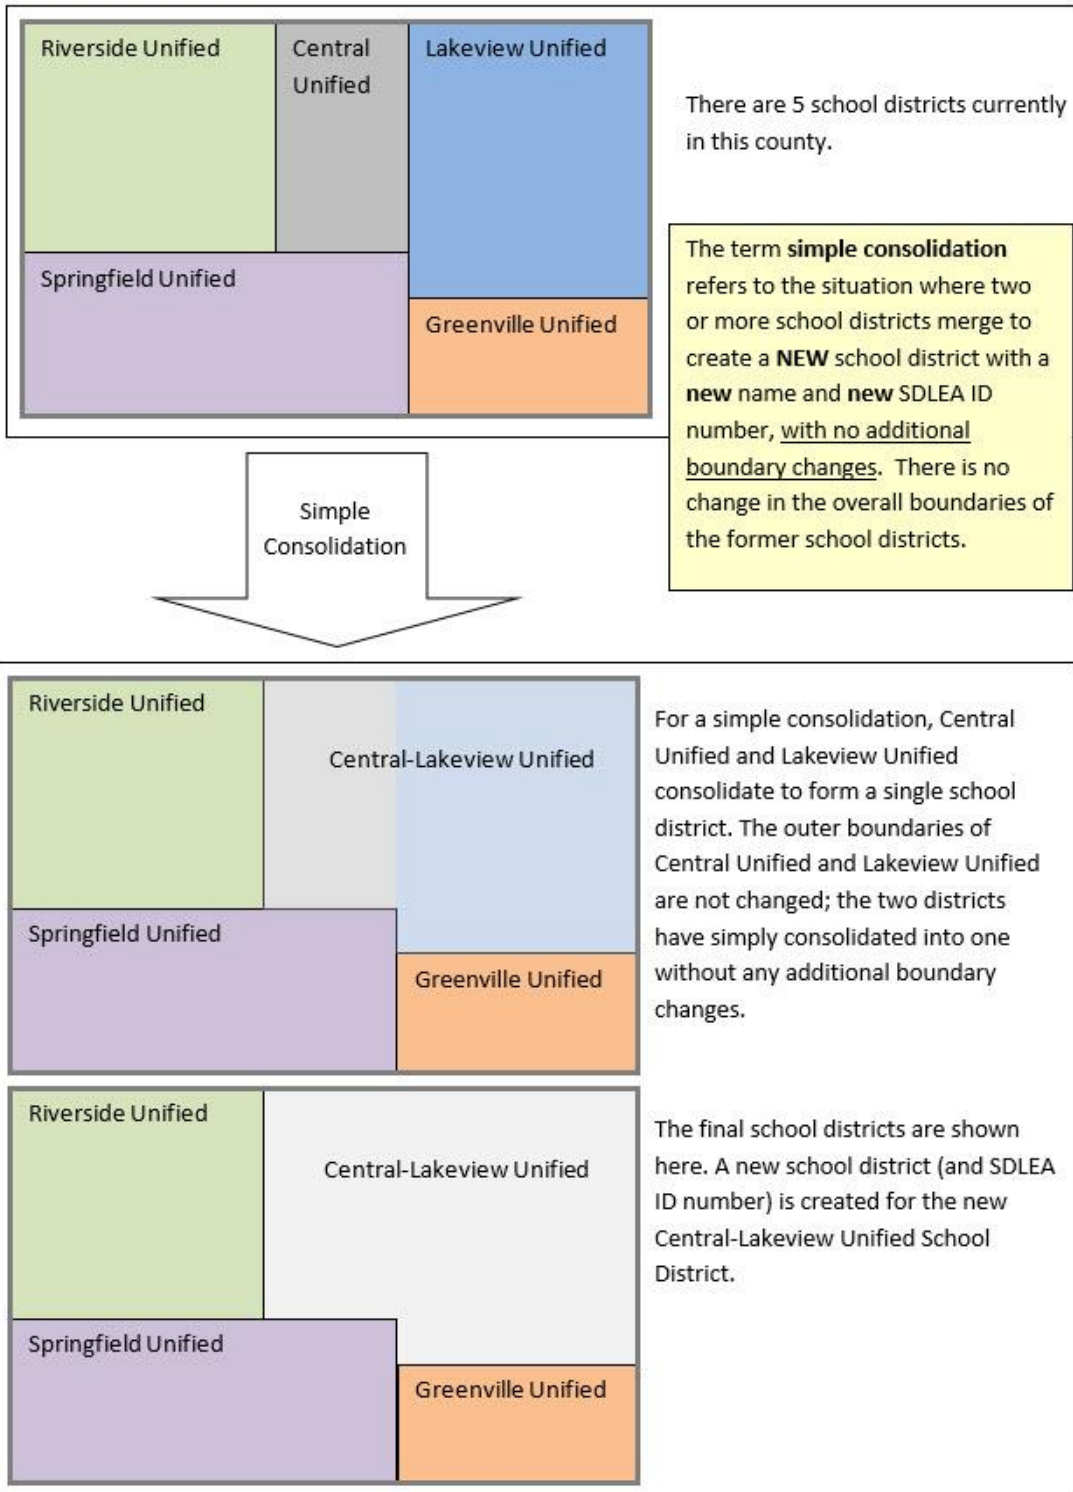 Riverside Unified
Central
Unified
Lakeview Unified
Springfield Unified
Greenville Unified
There are 5 school districts currently
in this county.
The term simple consolidation
refers to the situation where two
or more school districts merge to
create a NEW school district with a
new name and new SDLEA ID
number, with no additional
boundary changes. There is no
change in the overall boundaries of
the former school districts.
Simple
Consolidation
Riverside Unified
Central-Lakeview Unified
Springfield Unified
Greenville Unified
For a simple consolidation, Central
Unified and Lakeview Unified
consolidate to form a single school
district. The outer boundaries of
Central Unified and Lakeview Unified
are not changed; the two districts
have simply consolidated into one
without any additional boundary
changes.
Riverside Unified
Central-Lakeview Unified
Springfield Unified
Greenville Unified
The final school districts are shown
here. A new school district (and SDLEA
ID number) is created for the new
Central-Lakeview Unified School
District.